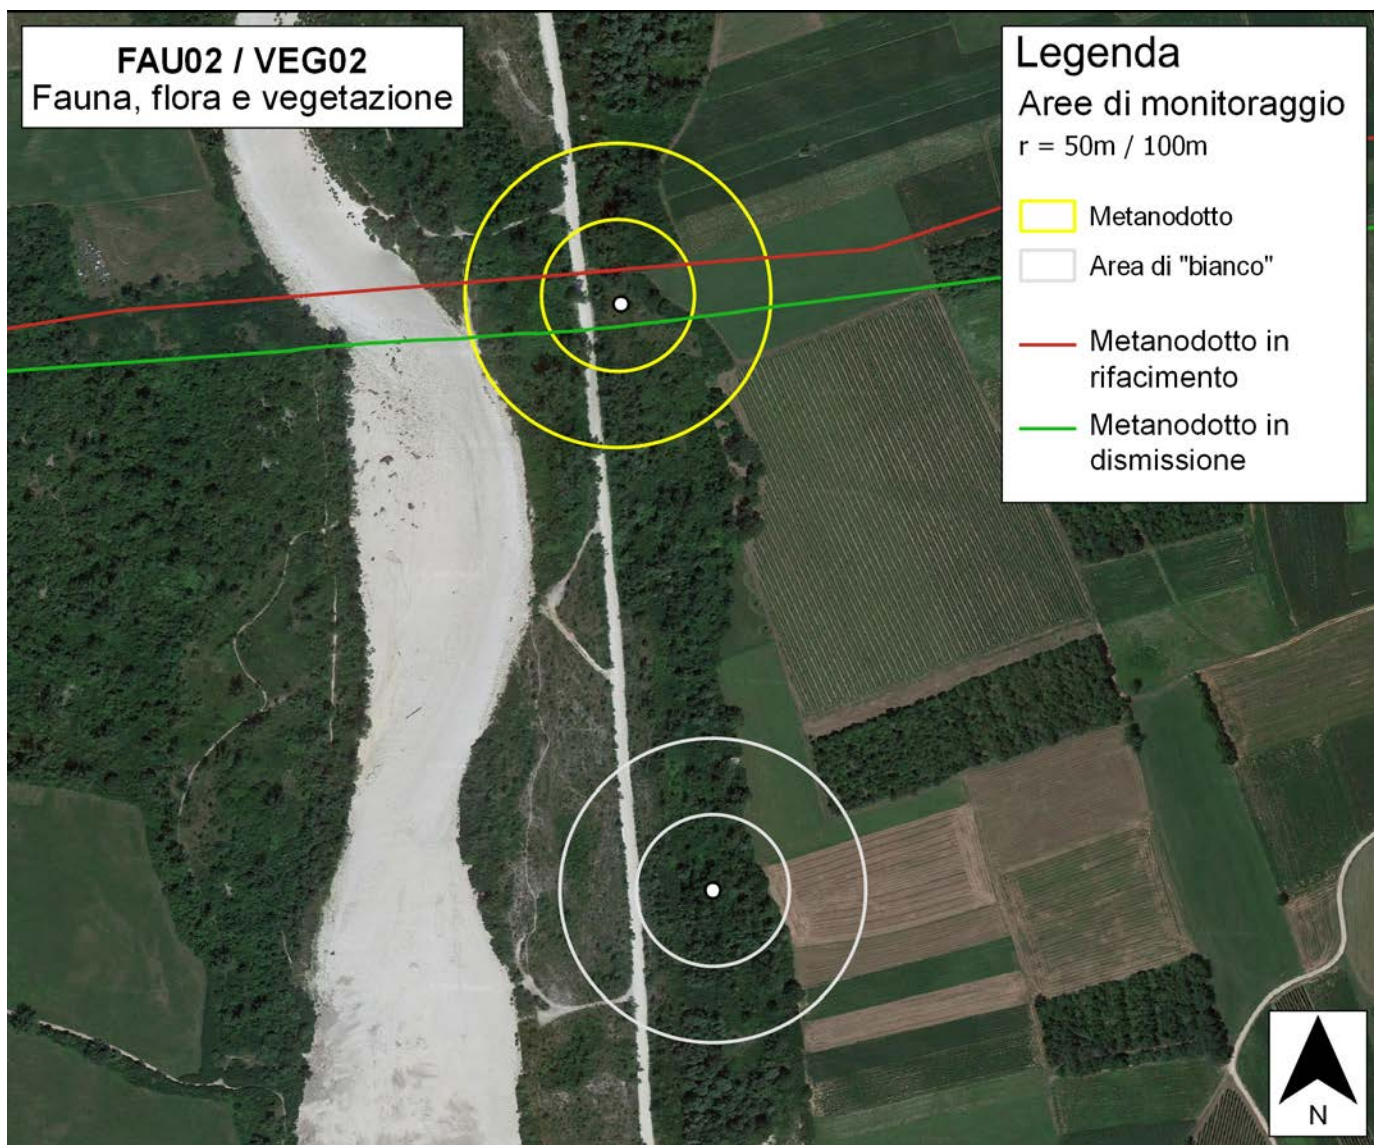 FAU02 / VEG02
Fauna, flora e vegetazione
Legenda
Aree di monitoraggio
r = 50m / 100m
Metanodotto
Area di "bianco"
Metanodotto in
rifacimento
Metanodotto in
dismissione
N